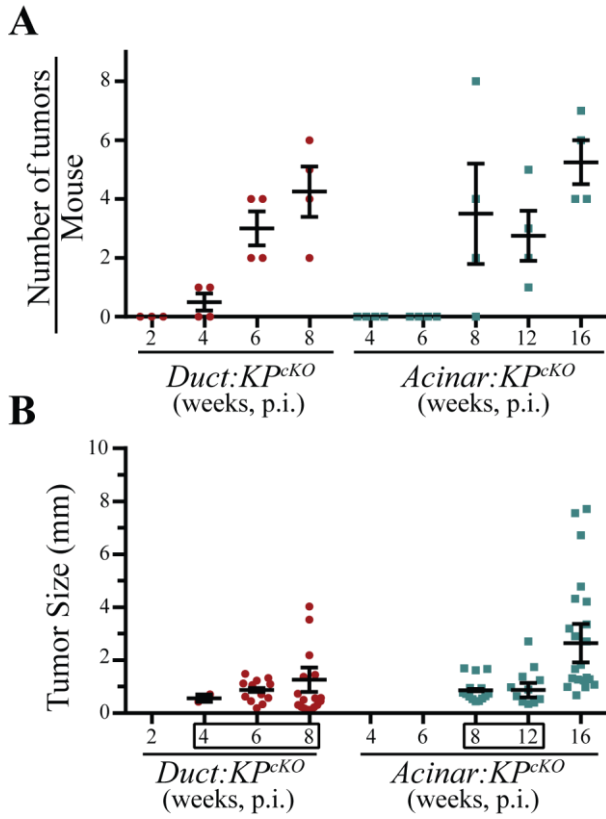 A
Number of tumors
Mouse
8
6
4
2
0
2 4 6 8 4 6 8 12 16
Duct:KP^cKO Acinar:KP^cKO
(weeks, p.i.) (weeks, p.i.)
B
Tumor Size (mm)
10
8
6
4
2
0
2 4 6 8 4 6 8 12 16
Duct:KP^cKO Acinar:KP^cKO
(weeks, p.i.) (weeks, p.i.)